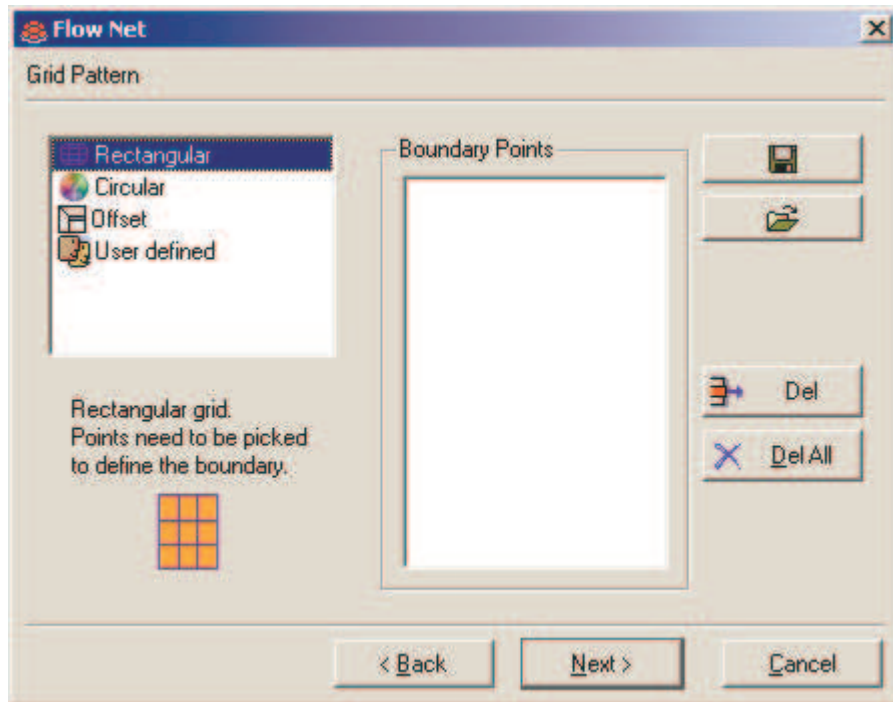 Flow Net
Grid Pattern
Rectangular
Circular
Offset
User defined
Rectangular grid.
Points need to be picked
to define the boundary.
Boundary Points
Del
Del All
< Back
Next >
Cancel